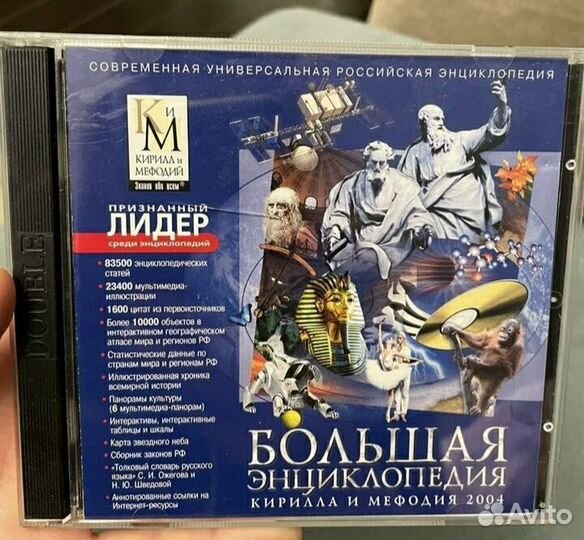 СОВРЕМЕННАЯ УНИВЕРСАЛЬНАЯ РОССИЙСКАЯ ЭНЦИКЛОПЕДИЯ
К И
М
КИРИЛЛ И
МЕФОДИЙ
Знания обо всем®
ПРИЗНАННЫЙ
ЛИДЕР
среди энциклопедий
• 83500 энциклопедических
статей
• 23400 мультимедиа-
иллюстрации
• 1600 цитат из первоисточников
• Более 10000 объектов в
интерактивном географическом
атласе мира и регионов РФ
• Статистические данные по
странам мира и регионам РФ
• Иллюстрированная хроника
всемирной истории
• Панорамы культуры
(6 мультимедиа-панорам)
• Интерактивы, интерактивные
таблицы и шкалы
• Карта звездного неба
• Сборник законов РФ
• «Толковый словарь русского
языка» С. И. Ожегова и
Н. Ю. Шведовой
• Аннотированные ссылки на
Интернет-ресурсы
БОЛЬШАЯ
ЭНЦИКЛОПЕДИЯ
КИРИЛЛА И МЕФОДИЯ 2004
DOUBLE
Avito